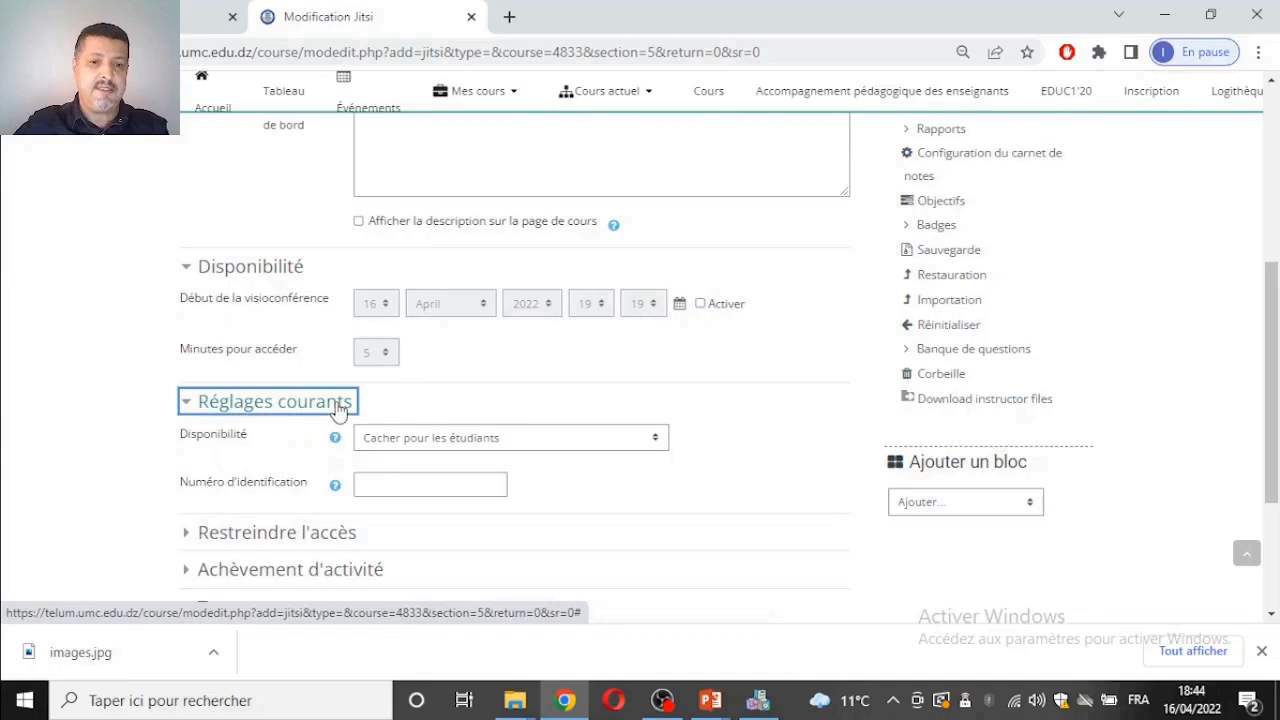 Modification Jitsi
umc.edu.dz/course/modedit.php?add=jitsi&type=&course=4833&section=5&return=0&sr=0
En pause
Accueil
Tableau de bord
Événements
Mes cours
Cours actuel
Cours
Accompagnement pédagogique des enseignants
EDUC1'20
Inscription
Logithèqu
Afficher la description sur la page de cours
Disponibilité
Début de la visioconférence
16 April 2022 19 19 Activer
Minutes pour accéder
5
Réglages courants
Disponibilité
Cacher pour les étudiants
Numéro d'identification
Restreindre l'accès
Achèvement d'activité
Rapports
Configuration du carnet de
notes
Objectifs
Badges
Sauvegarde
Restauration
Importation
Réinitialiser
Banque de questions
Corbeille
Download instructor files
Ajouter un bloc
Ajouter...
https://telum.umc.edu.dz/course/modedit.php?add=jitsi&type=&course=4833&section=5&return=0&sr=0#
Activer Windows
Accédez aux paramètres pour activer Windows.
images.jpg
Tout afficher
Taper ici pour rechercher
11°C
FRA
18:44
16/04/2022
2